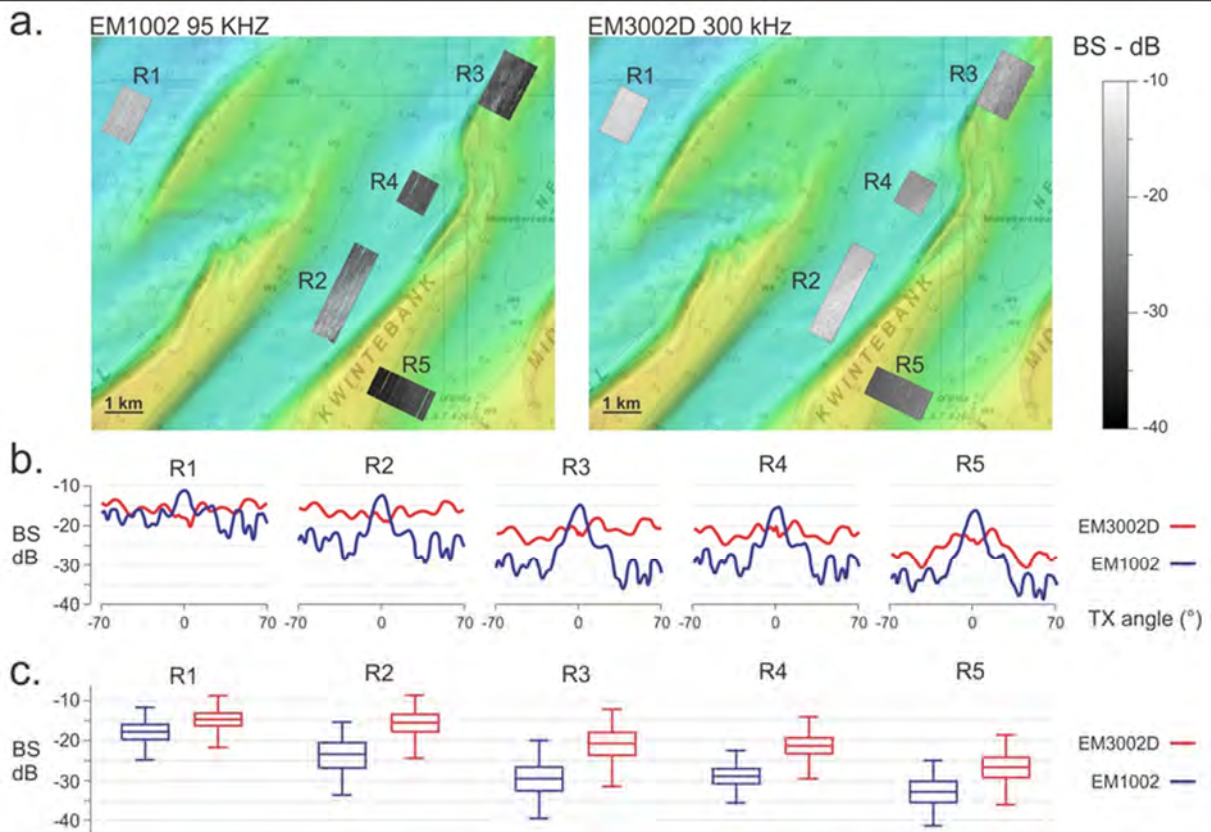 a.
EM1002 95 KHZ
EM3002D 300 kHz
BS - dB
R1
R3
R4
R2
R5
KWINTEBANK
1 km
R1
R3
R4
R2
R5
KWINTEBANK
1 km
-10
-20
-30
-40
b.
R1 R2 R3 R4 R5
-10
-20
-30
-40
BS
dB
EM3002D
EM1002
-70 0 70 -70 0 70 -70 0 70 -70 0 70 -70 0 70
TX angle (°)
c.
R1 R2 R3 R4 R5
-10
-20
-30
-40
BS
dB
EM3002D
EM1002